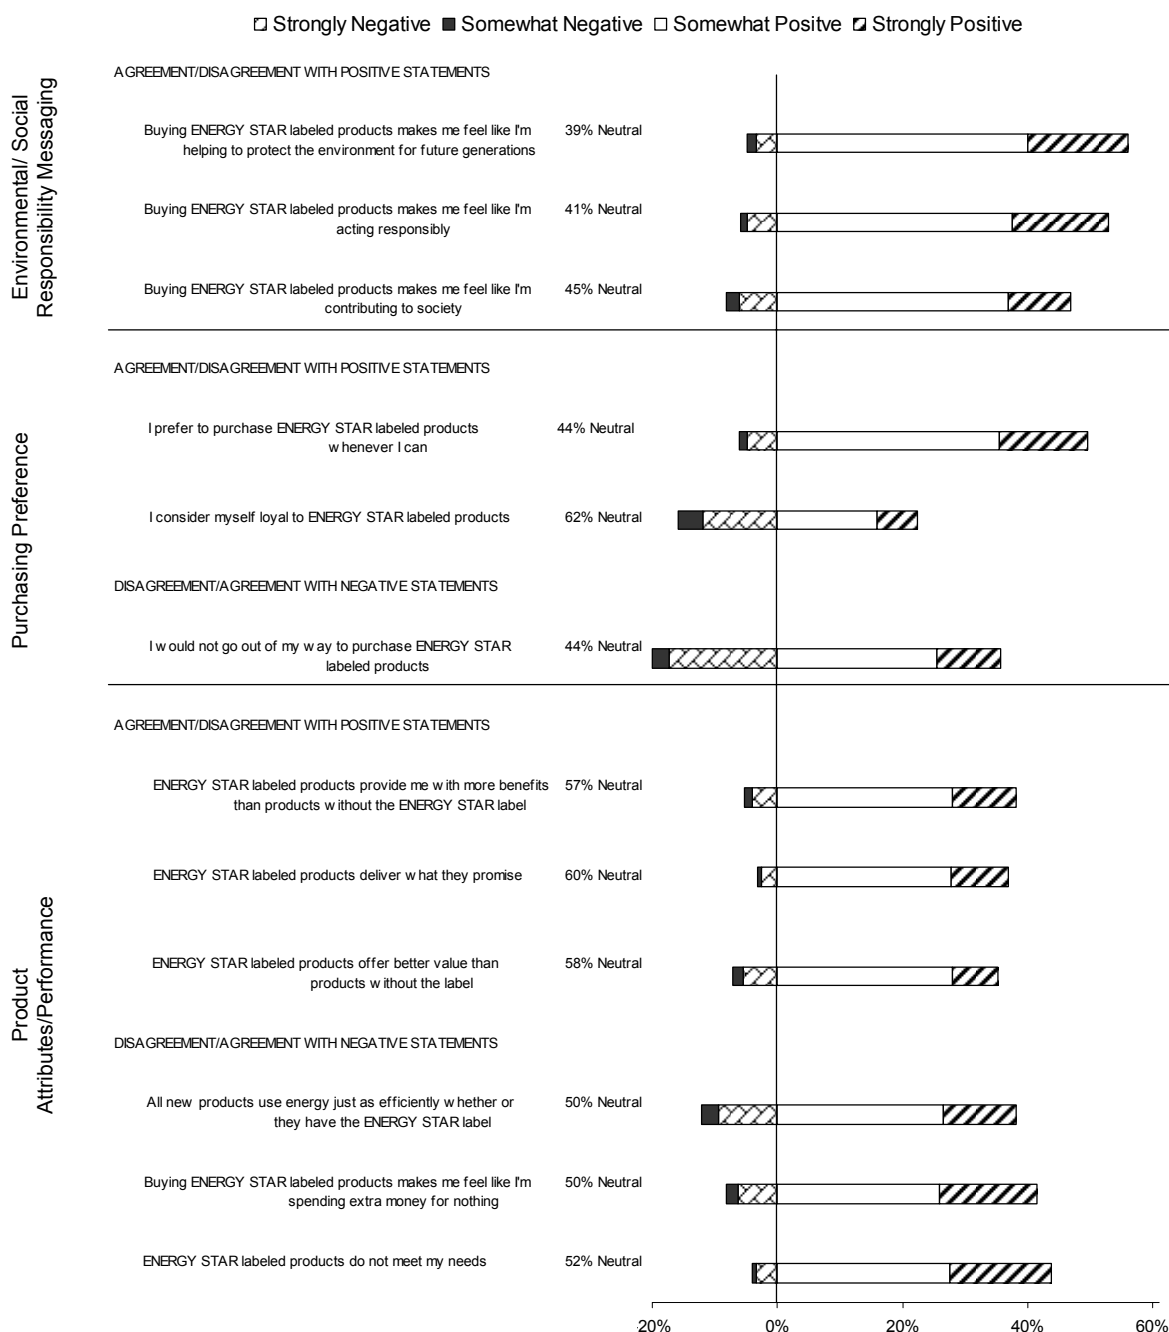 Strongly Negative Somewhat Negative Somewhat Positve Strongly Positive
Environmental/ Social
Responsibility Messaging
AGREEMENT/DISAGREEMENT WITH POSITIVE STATEMENTS
Buying ENERGY STAR labeled products makes me feel like I'm
helping to protect the environment for future generations
39% Neutral
Buying ENERGY STAR labeled products makes me feel like I'm
acting responsibly
41% Neutral
Buying ENERGY STAR labeled products makes me feel like I'm
contributing to society
45% Neutral
Purchasing Preference
AGREEMENT/DISAGREEMENT WITH POSITIVE STATEMENTS
I prefer to purchase ENERGY STAR labeled products
whenever I can
44% Neutral
I consider myself loyal to ENERGY STAR labeled products
62% Neutral
DISAGREEMENT/AGREEMENT WITH NEGATIVE STATEMENTS
I would not go out of my way to purchase ENERGY STAR
labeled products
44% Neutral
Product
Attributes/Performance
AGREEMENT/DISAGREEMENT WITH POSITIVE STATEMENTS
ENERGY STAR labeled products provide me with more benefits
than products without the ENERGY STAR label
57% Neutral
ENERGY STAR labeled products deliver what they promise
60% Neutral
ENERGY STAR labeled products offer better value than
products without the label
58% Neutral
DISAGREEMENT/AGREEMENT WITH NEGATIVE STATEMENTS
All new products use energy just as efficiently whether or
they have the ENERGY STAR label
50% Neutral
Buying ENERGY STAR labeled products makes me feel like I'm
spending extra money for nothing
50% Neutral
ENERGY STAR labeled products do not meet my needs
52% Neutral
-20% 0% 20% 40% 60%